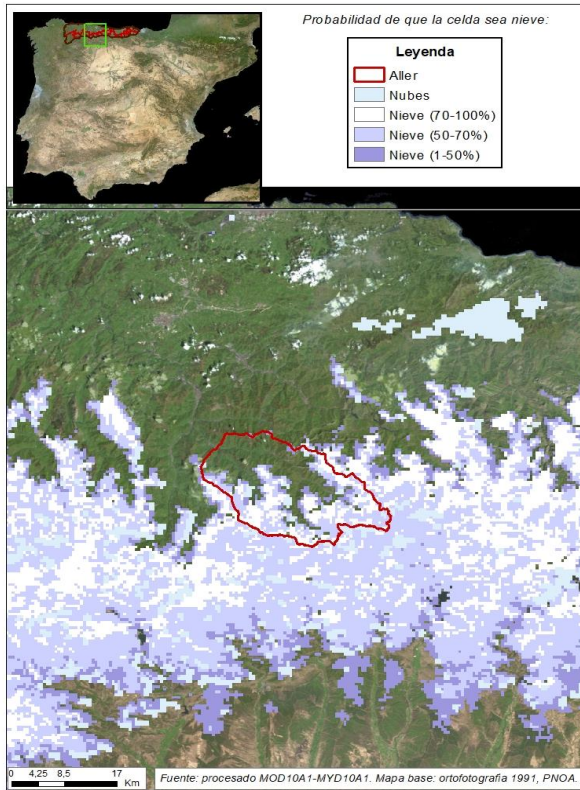 Probabilidad de que la celda sea nieve:
Leyenda
Aller
Nubes
Nieve (70-100%)
Nieve (50-70%)
Nieve (1-50%)
0 4,25 8,5 17
Km
Fuente: procesado MOD10A1-MYD10A1. Mapa base: ortofotografia 1991, PNOA.